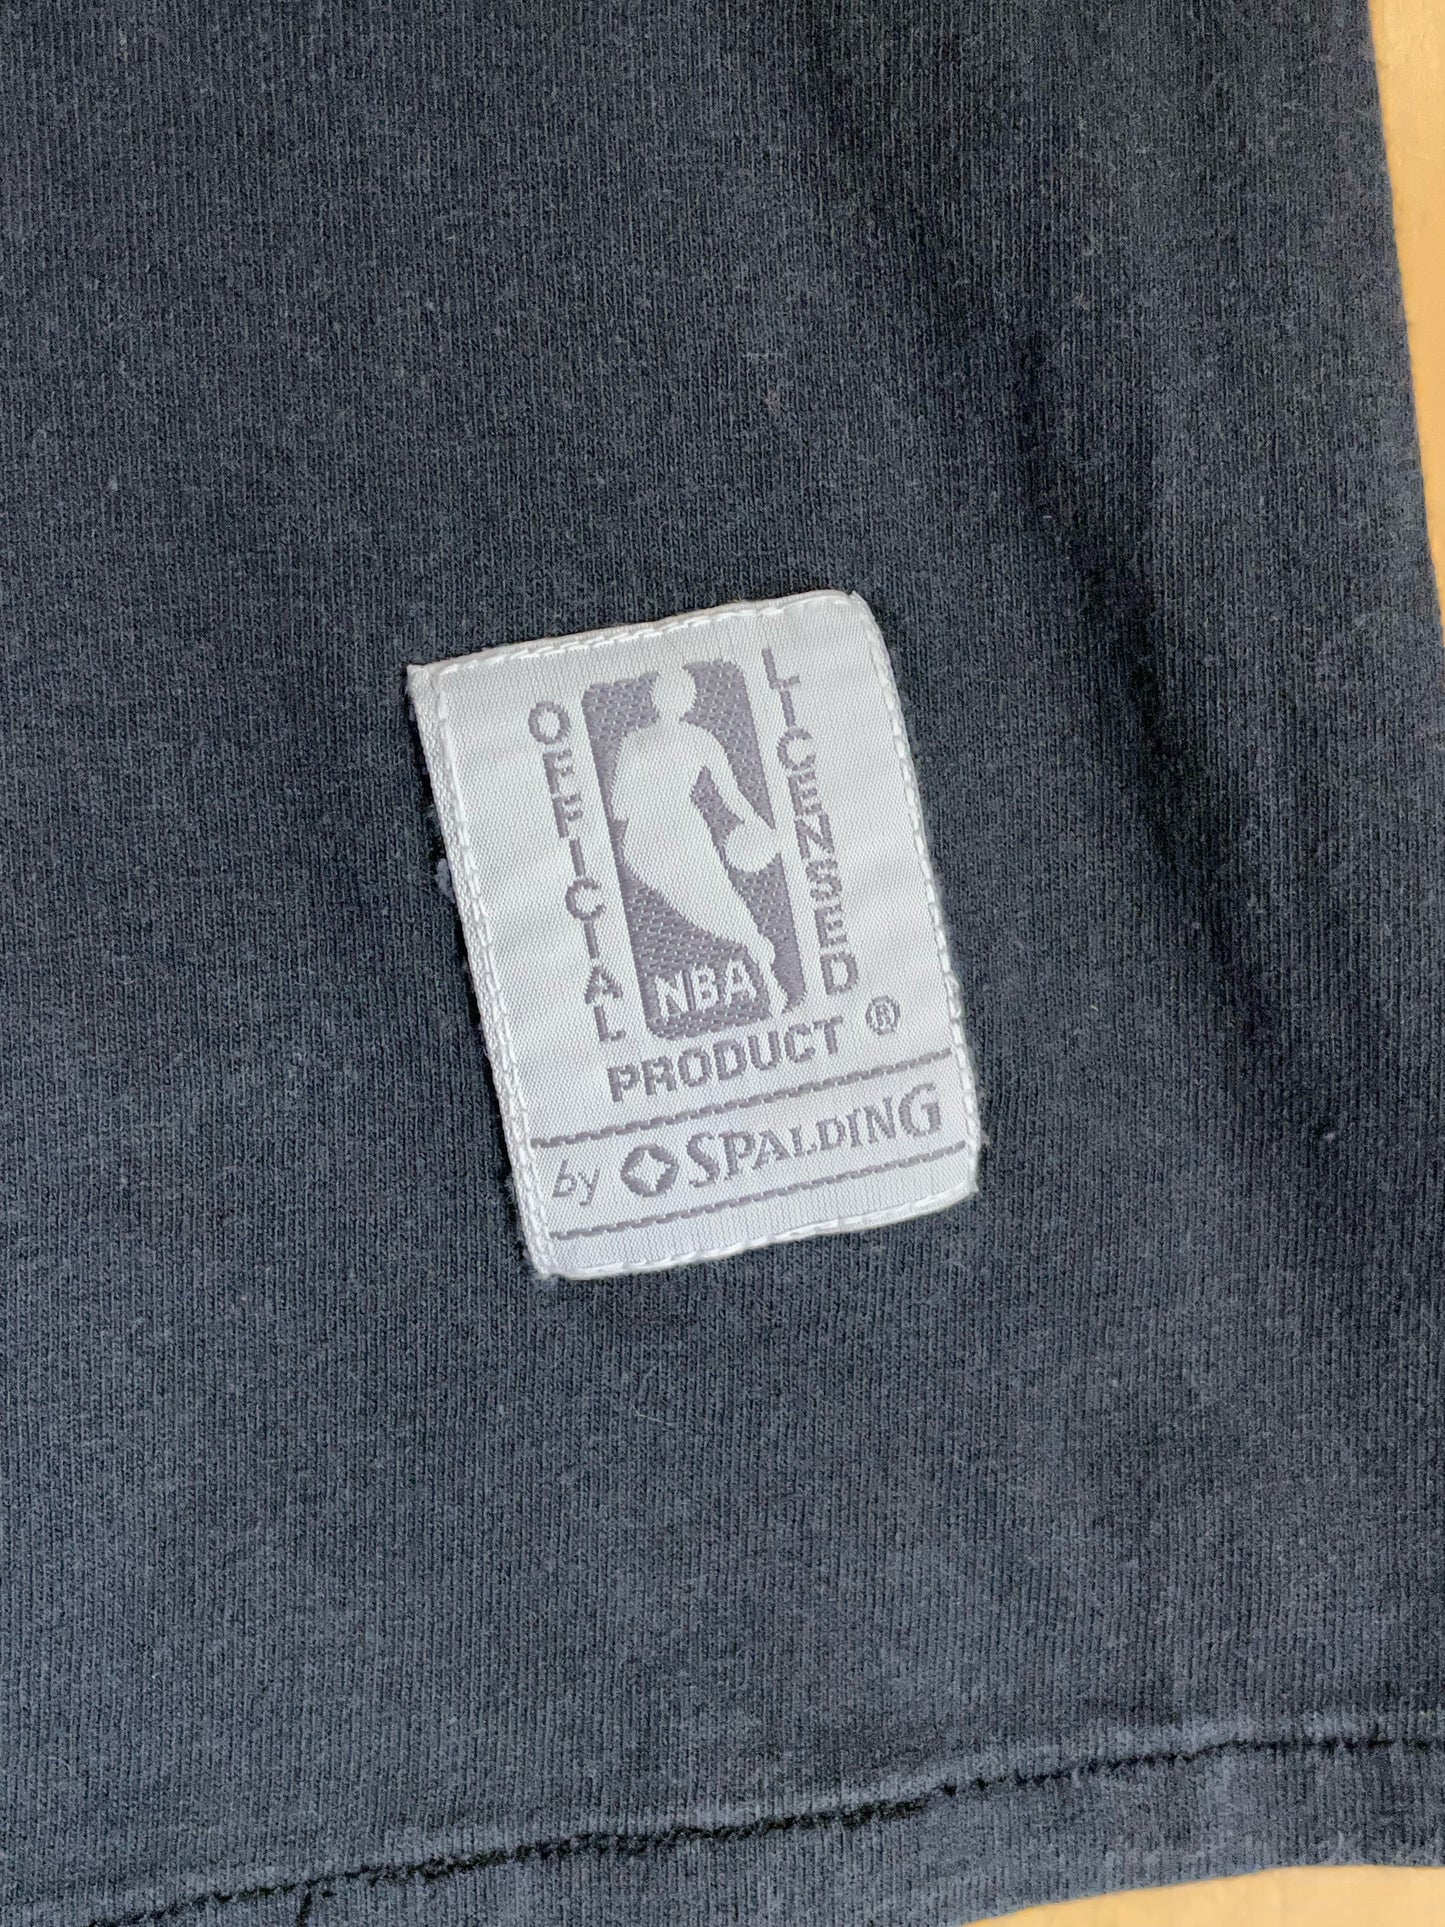 OFFICIAL
LICENSED
NBA
PRODUCT ®
by SPALDING